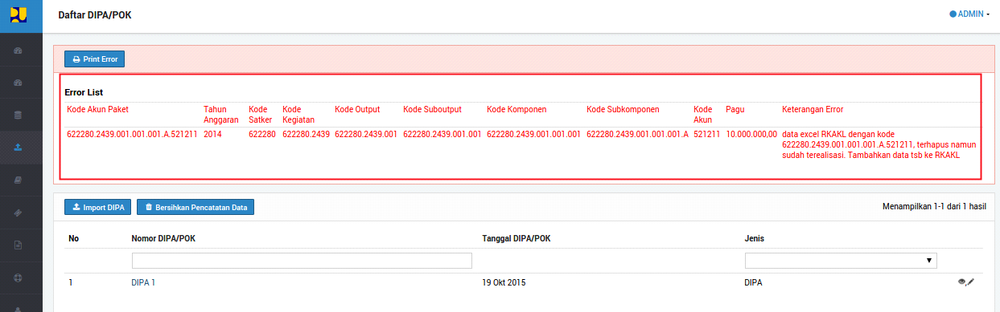 Daftar DIPA/POK
ADMIN
Print Error
Error List
Kode Akun Paket Tahun Anggaran Kode Satker Kode Kegiatan Kode Output Kode Suboutput Kode Komponen Kode Subkomponen Kode Akun Pagu Keterangan Error
622280.2439.001.001.001.A.521211 2014 622280 622280.2439 622280.2439.001 622280.2439.001.001 622280.2439.001.001.001 622280.2439.001.001.001.A 521211 10.000.000,00 data excel RKAKL dengan kode
622280.2439.001.001.001.A.521211, terhapus namun
sudah terealisasi. Tambahkan data tsb ke RKAKL
Import DIPA Bersihkan Pencatatan Data Menampilkan 1-1 dari 1 hasil
No Nomor DIPA/POK Tanggal DIPA/POK Jenis
1 DIPA 1 19 Okt 2015 DIPA